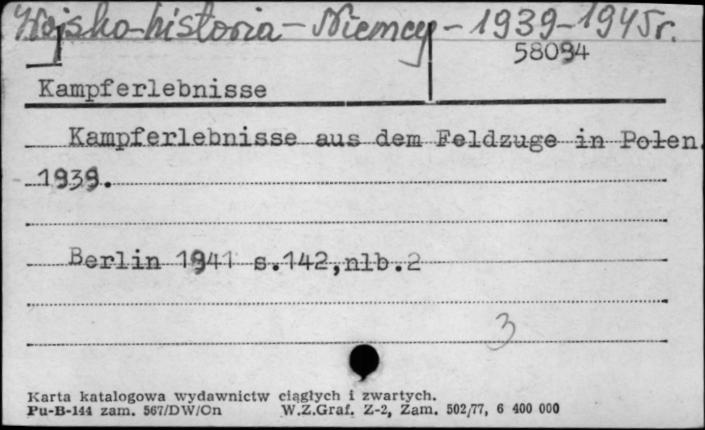 Wojsko-historia - Niemcy - 1939-1945r.
58094
Kampferlebnisse
Kampferlebnisse aus dem Feldzuge in Polen
1939.
Berlin 1941 s.142,nlb.2
3
Karta katalogowa wydawnictw ciągłych i zwartych.
Pu-B-144 zam. 567/DW/On W.Z.Graf. Z-2, Zam. 502/77, 6 400 000